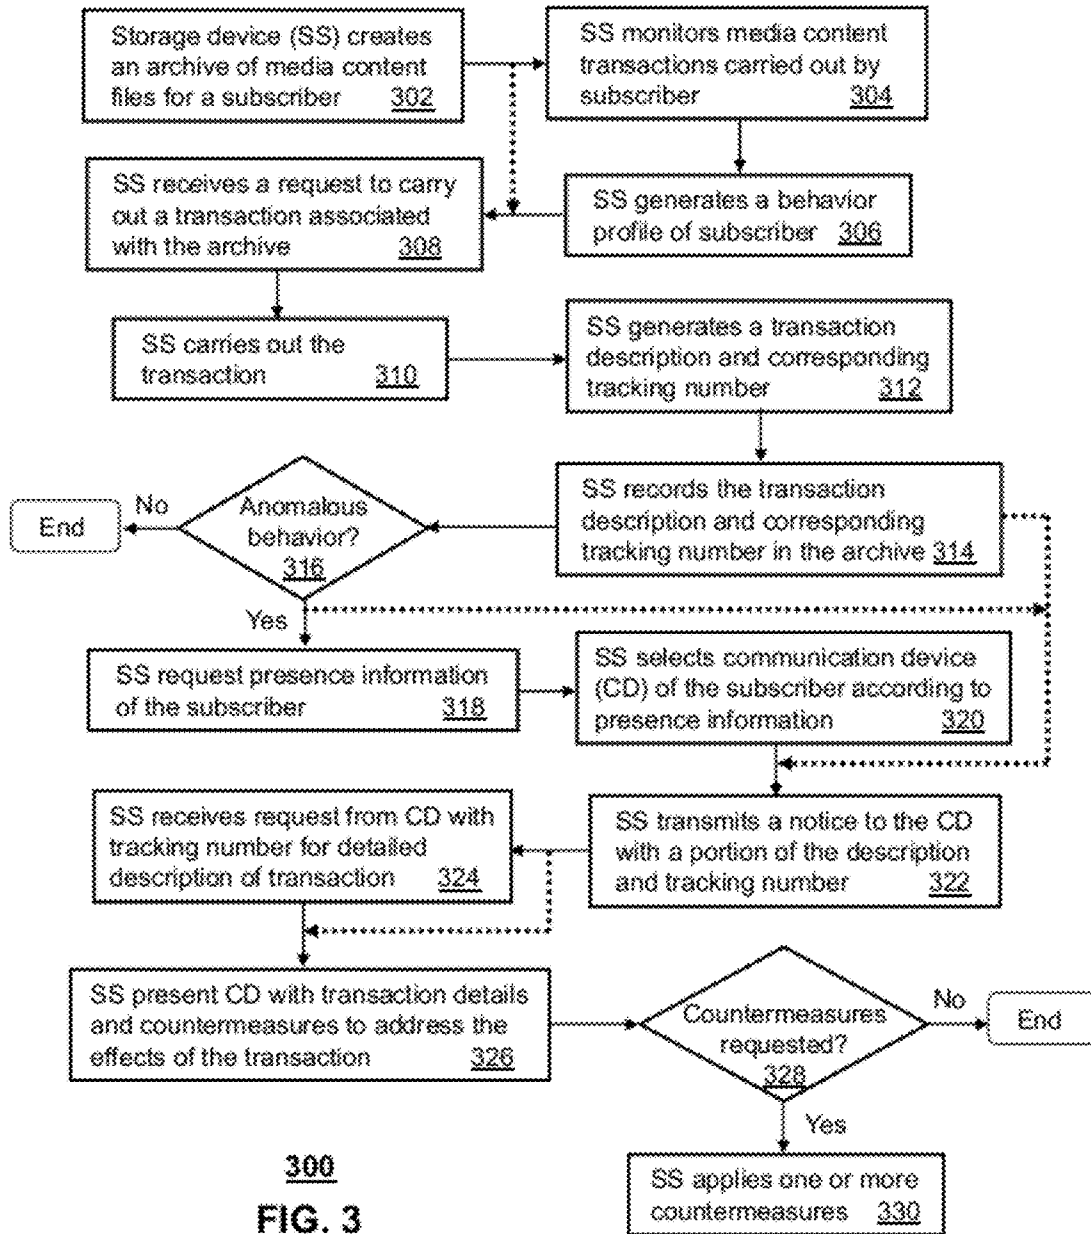 Storage device (SS) creates
an archive of media content
files for a subscriber 302
SS monitors media content
transactions carried out by
subscriber 304
SS receives a request to carry
out a transaction associated
with the archive 308
SS generates a behavior
profile of subscriber 306
SS carries out the
transaction 310
SS generates a transaction
description and corresponding
tracking number 312
End
No
Anomalous
behavior?
316
Yes
SS records the transaction
description and corresponding
tracking number in the archive 314
SS request presence information
of the subscriber 318
SS selects communication device
(CD) of the subscriber according to
presence information 320
SS receives request from CD with
tracking number for detailed
description of transaction 324
SS transmits a notice to the CD
with a portion of the description
and tracking number 322
SS present CD with transaction details
and countermeasures to address the
effects of the transaction 326
Countermeasures
requested?
328
No
End
Yes
SS applies one or more
countermeasures 330
300
FIG. 3